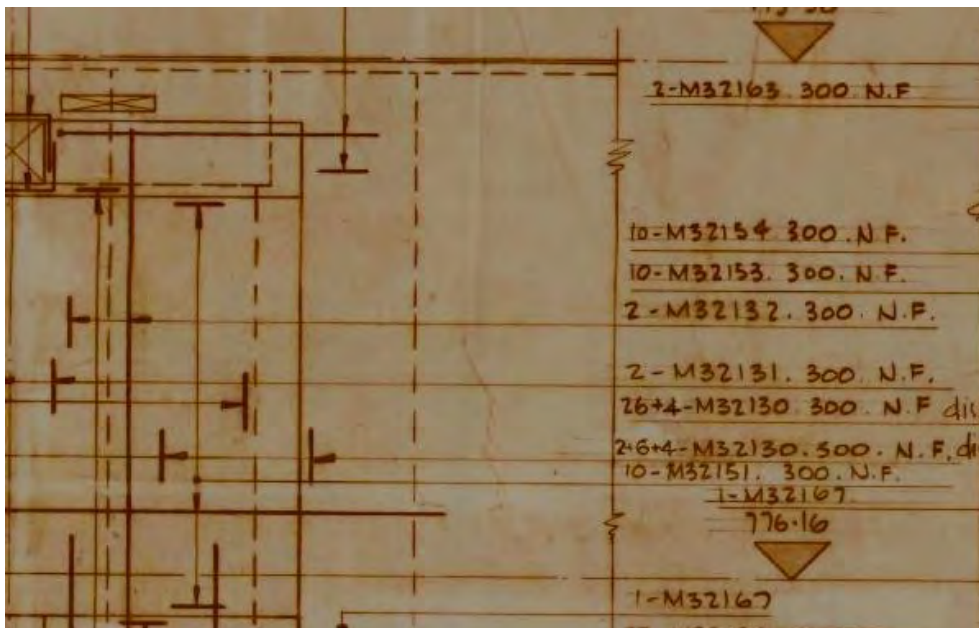 2-M32163.300.N.F
10-M32154.300.N.F.
10-M32153.300.N.F.
2-M32132.300.N.F.
2-M32131.300.N.F.
26+4-M32130.300.N.F
2+6+4-M32130.300.N.F,
10-M32151.300.N.F.
1-M32167
776.16
1-M32167